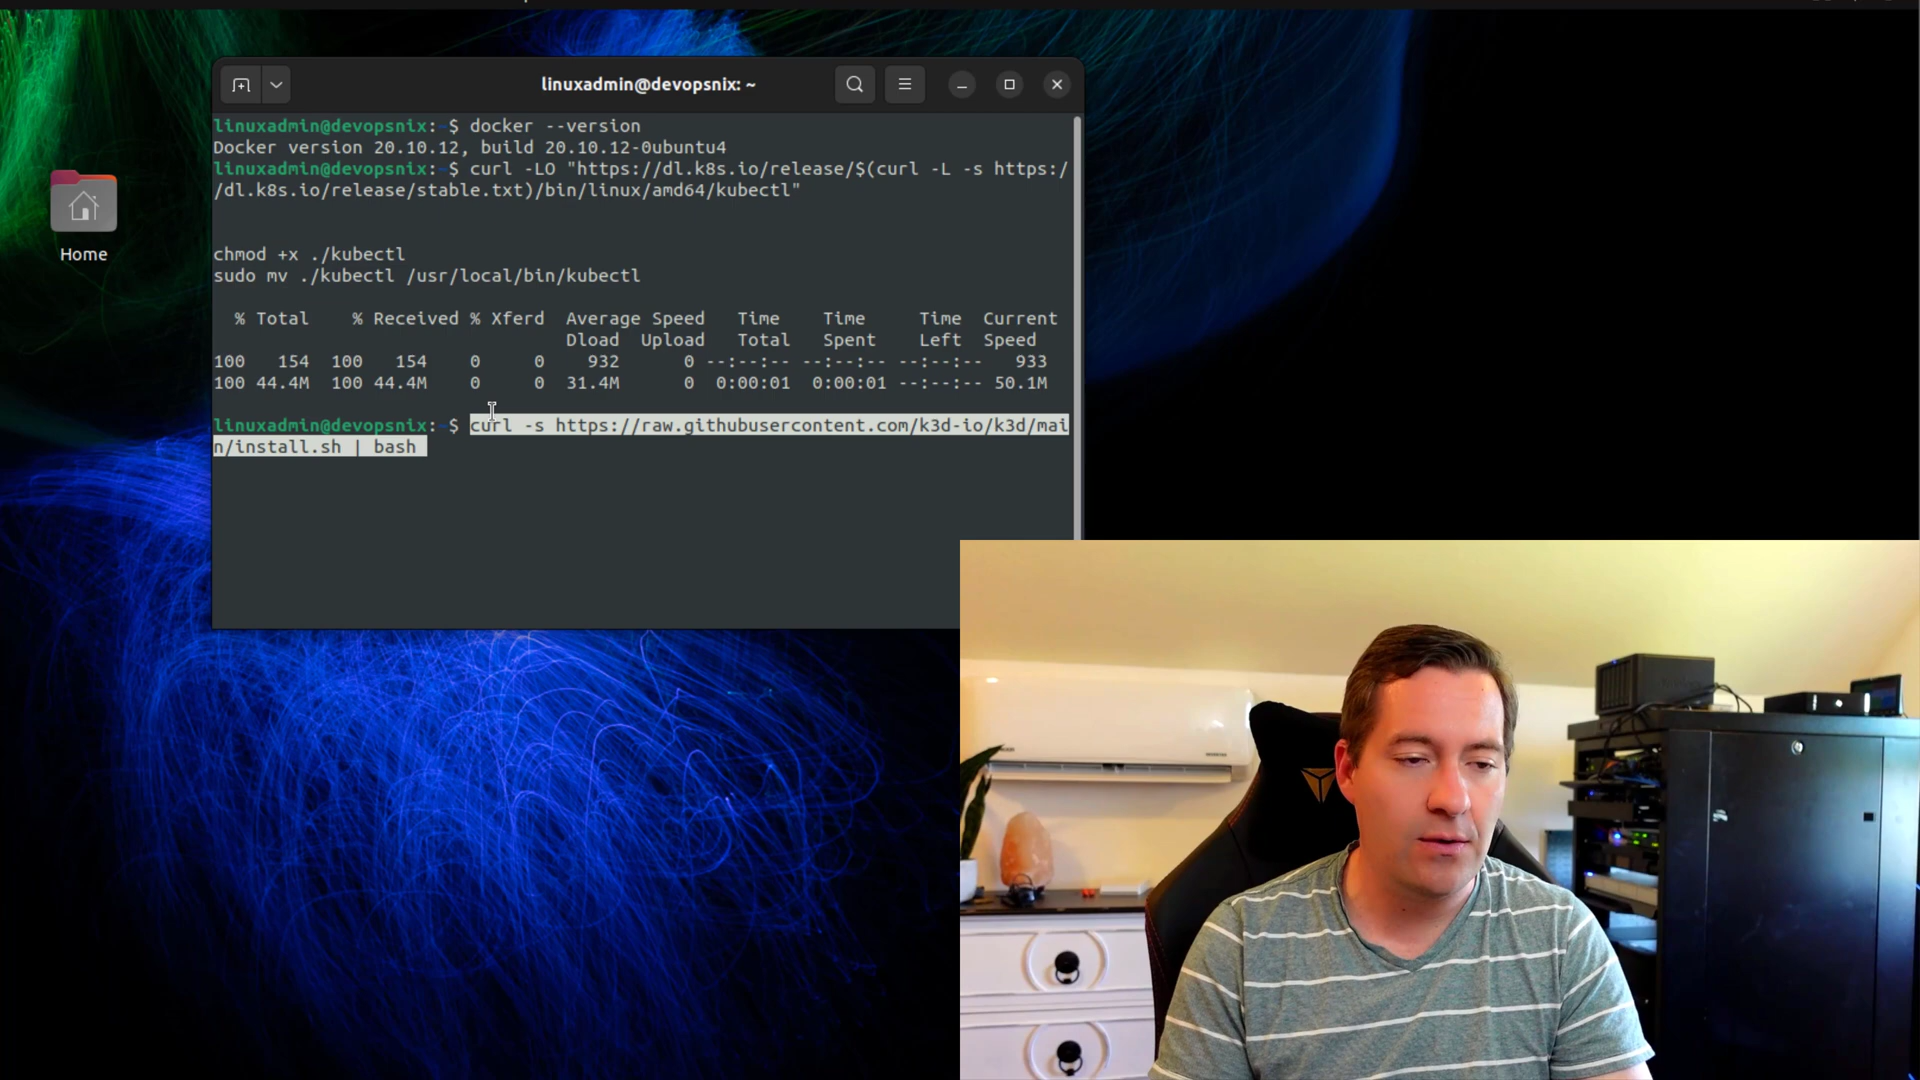 linuxadmin@devopsnix: ~
linuxadmin@devopsnix:~$ docker --version
Docker version 20.10.12, build 20.10.12-0ubuntu4
linuxadmin@devopsnix:~$ curl -LO "https://dl.k8s.io/release/$(curl -L -s https:/
/dl.k8s.io/release/stable.txt)/bin/linux/amd64/kubectl"
chmod +x ./kubectl
sudo mv ./kubectl /usr/local/bin/kubectl
% Total % Received % Xferd Average Speed Time Time Time Current
Dload Upload Total Spent Left Speed
100 154 100 154 0 0 932 0 --:--:-- --:--:-- --:--:-- 933
100 44.4M 100 44.4M 0 0 31.4M 0 0:00:01 0:00:01 --:--:-- 50.1M
linuxadmin@devopsnix:~$ curl -s https://raw.githubusercontent.com/k3d-io/k3d/mai
n/install.sh | bash
Home